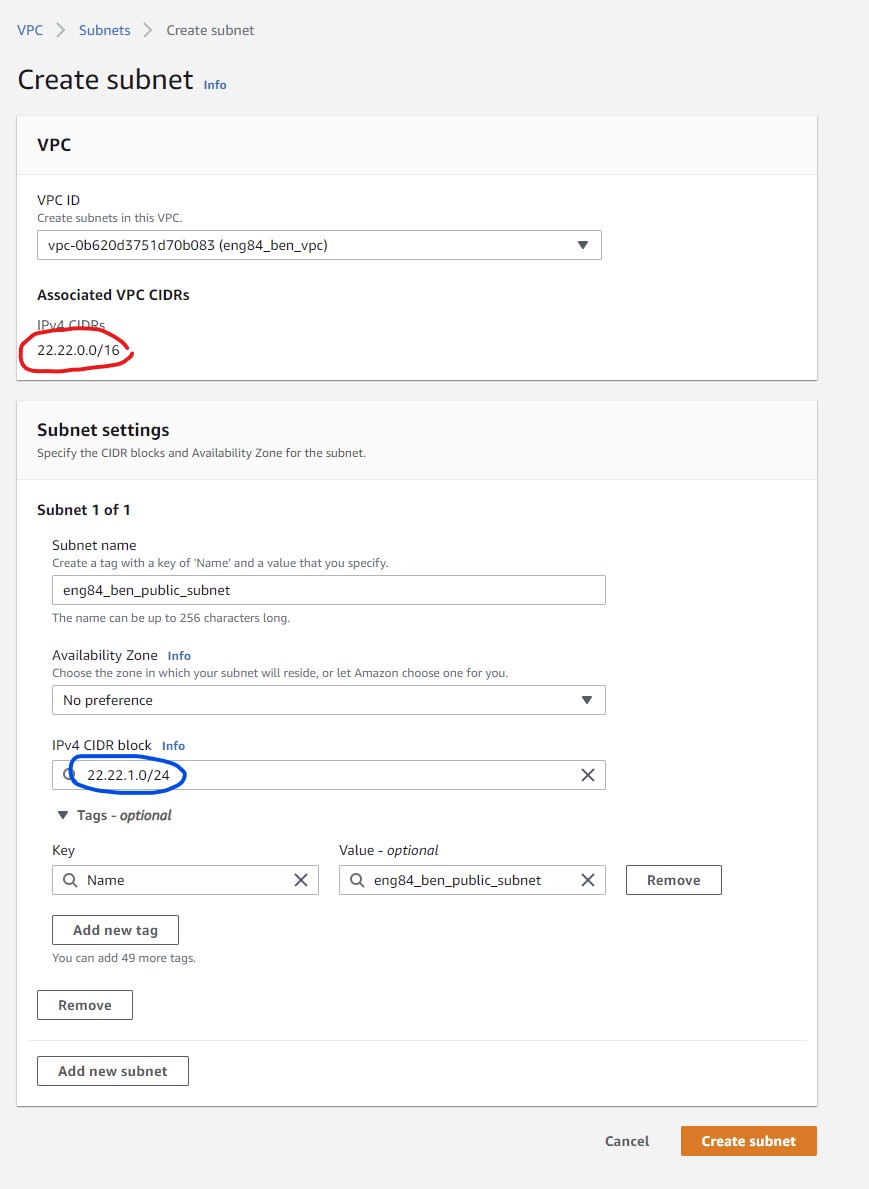 VPC > Subnets > Create subnet
Create subnet Info
VPC
VPC ID
Create subnets in this VPC.
vpc-0b620d3751d70b083 (eng84_ben_vpc)
Associated VPC CIDRs
IPv4 CIDRs
22.22.0.0/16
Subnet settings
Specify the CIDR blocks and Availability Zone for the subnet.
Subnet 1 of 1
Subnet name
Create a tag with a key of 'Name' and a value that you specify.
eng84_ben_public_subnet
The name can be up to 256 characters long.
Availability Zone Info
Choose the zone in which your subnet will reside, or let Amazon choose one for you.
No preference
IPv4 CIDR block Info
22.22.1.0/24
Tags - optional
Key Value - optional
Name eng84_ben_public_subnet Remove
Add new tag
You can add 49 more tags.
Remove
Add new subnet
Cancel Create subnet